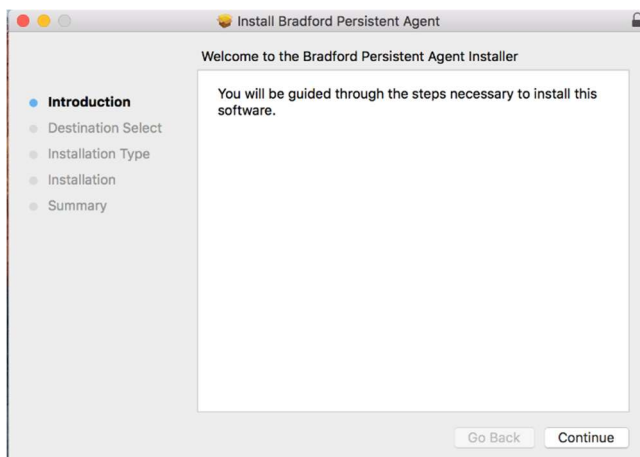 Install Bradford Persistent Agent
Welcome to the Bradford Persistent Agent Installer
Introduction
Destination Select
Installation Type
Installation
Summary
You will be guided through the steps necessary to install this
software.
Go Back
Continue